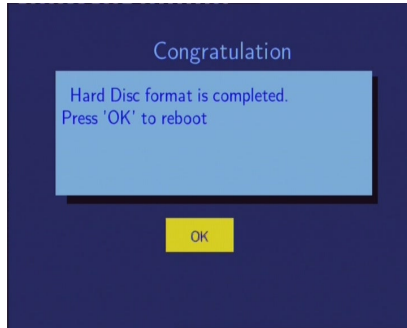 Congratulation
Hard Disc format is completed.
Press 'OK' to reboot
OK